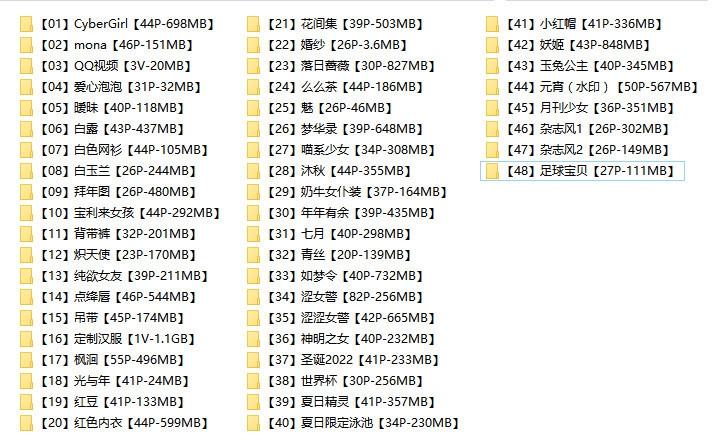 【01】CyberGirl【44P-698MB】
【02】mona【46P-151MB】
【03】QQ视频【3V-20MB】
【04】爱心泡泡【31P-32MB】
【05】暧昧【40P-118MB】
【06】白露【43P-437MB】
【07】白色网衫【44P-105MB】
【08】白玉兰【26P-244MB】
【09】拜年图【26P-480MB】
【10】宝利来女孩【44P-292MB】
【11】背带裤【32P-201MB】
【12】炽天使【23P-170MB】
【13】纯欲女友【39P-211MB】
【14】点绛唇【46P-544MB】
【15】吊带【45P-174MB】
【16】定制汉服【1V-1.1GB】
【17】枫洄【55P-496MB】
【18】光与年【41P-24MB】
【19】红豆【41P-133MB】
【20】红色内衣【44P-599MB】
【21】花间集【39P-503MB】
【22】婚纱【26P-3.6MB】
【23】落日蔷薇【30P-827MB】
【24】么么茶【44P-186MB】
【25】魅【26P-46MB】
【26】梦华录【39P-648MB】
【27】喵系少女【34P-308MB】
【28】沐秋【44P-355MB】
【29】奶牛女仆装【37P-164MB】
【30】年年有余【39P-435MB】
【31】七月【40P-298MB】
【32】青丝【20P-139MB】
【33】如梦令【40P-732MB】
【34】涩女警【82P-256MB】
【35】涩涩女警【42P-665MB】
【36】神明之女【40P-232MB】
【37】圣诞2022【41P-233MB】
【38】世界杯【30P-256MB】
【39】夏日精灵【41P-357MB】
【40】夏日限定泳池【34P-230MB】
【41】小红帽【41P-336MB】
【42】妖姬【43P-848MB】
【43】玉兔公主【40P-345MB】
【44】元宵（水印）【50P-567MB】
【45】月刊少女【36P-351MB】
【46】杂志风1【26P-302MB】
【47】杂志风2【26P-149MB】
【48】足球宝贝【27P-111MB】